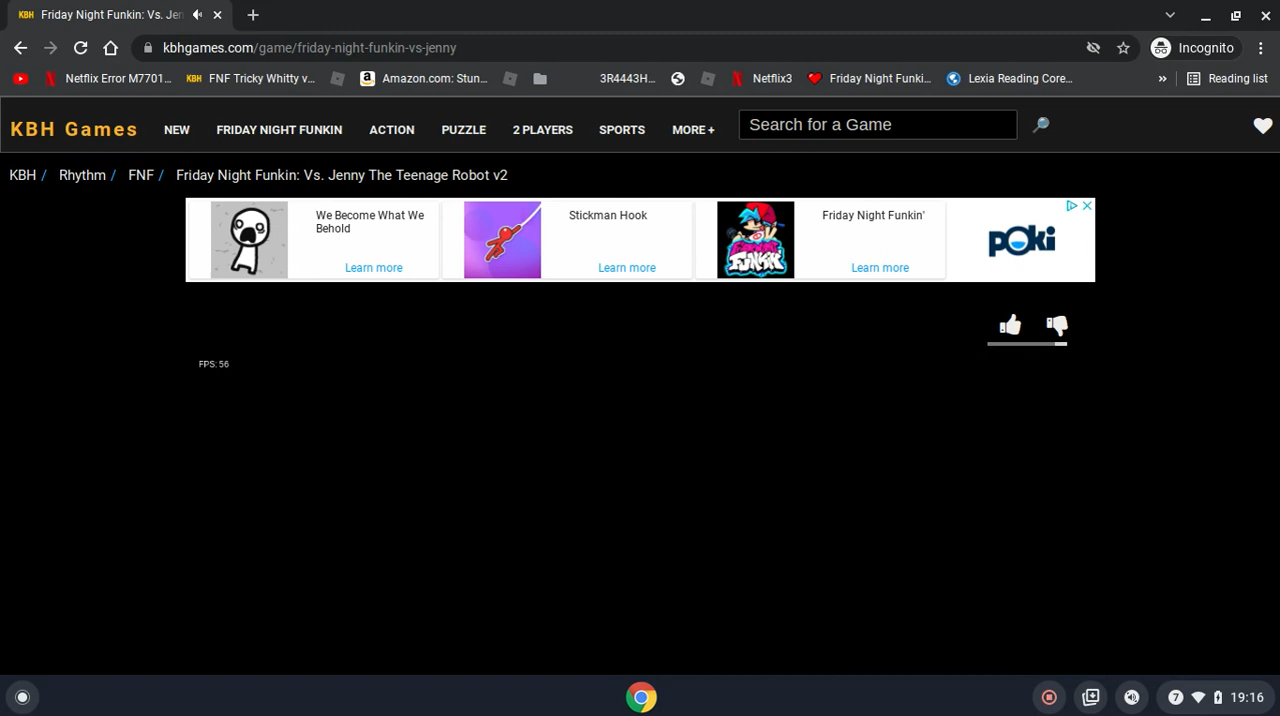 KBH Friday Night Funkin: Vs. Jen
kbhgames.com/game/friday-night-funkin-vs-jenny Incognito
Netflix Error M7701... KBH FNF Tricky Whitty v... Amazon.com: Stun... 3R4443H... Netflix3 Friday Night Funki... Lexia Reading Core... » Reading list
KBH Games NEW FRIDAY NIGHT FUNKIN ACTION PUZZLE 2 PLAYERS SPORTS MORE + Search for a Game
KBH / Rhythm / FNF / Friday Night Funkin: Vs. Jenny The Teenage Robot v2
We Become What We
Behold
Learn more
Stickman Hook
Learn more
FRIDAY NIGHT FUNKIN
Friday Night Funkin'
Learn more
poki
FPS: 56
7 19:16